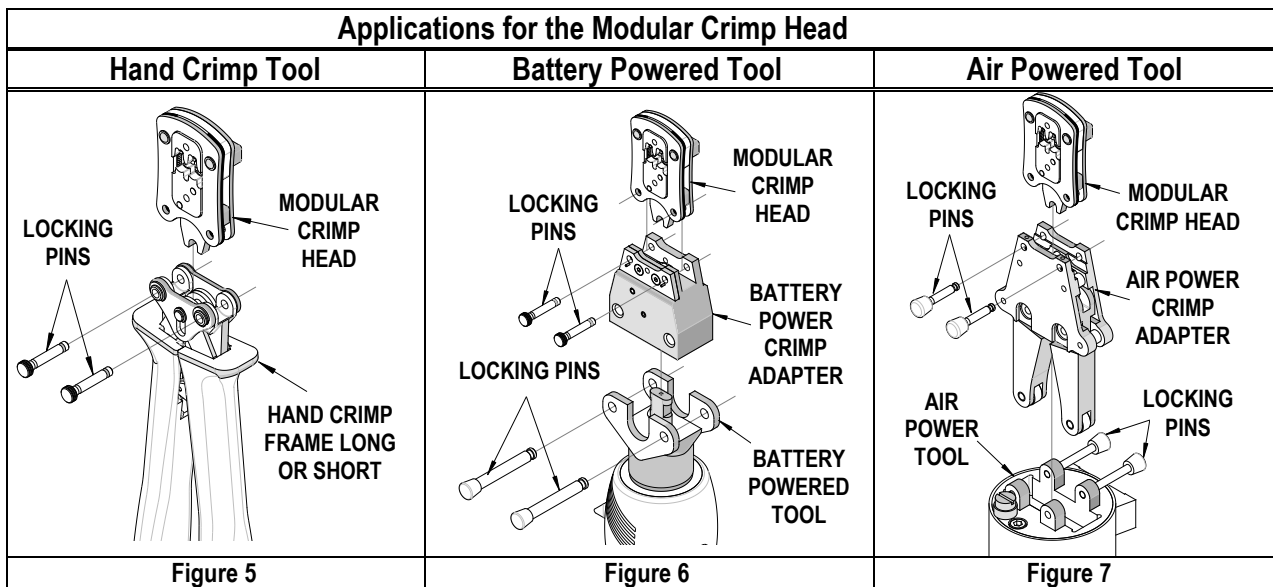 Applications for the Modular Crimp Head
Hand Crimp Tool
Battery Powered Tool
Air Powered Tool
LOCKING
PINS
MODULAR
CRIMP
HEAD
HAND CRIMP
FRAME LONG
OR SHORT
MODULAR
CRIMP
HEAD
LOCKING
PINS
BATTERY
POWER
CRIMP
ADAPTER
LOCKING PINS
BATTERY
POWERED
TOOL
LOCKING
PINS
MODULAR
CRIMP HEAD
AIR POWER
CRIMP
ADAPTER
AIR
POWER
TOOL
LOCKING
PINS
Figure 5
Figure 6
Figure 7